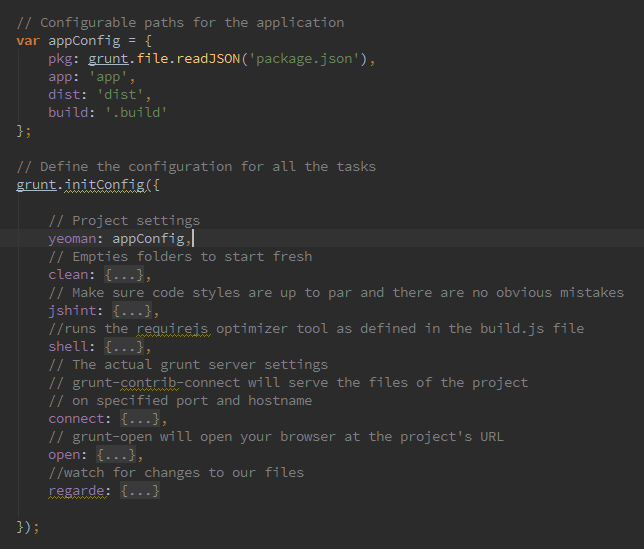 // Configurable paths for the application
var appConfig = {
    pkg: grunt.file.readJSON('package.json'),
    app: 'app',
    dist: 'dist',
    build: '.build'
};

// Define the configuration for all the tasks
grunt.initConfig({

    // Project settings
    yeoman: appConfig,
    // Empties folders to start fresh
    clean: {...},
    // Make sure code styles are up to par and there are no obvious mistakes
    jshint: {...},
    //runs the requirejs optimizer tool as defined in the build.js file
    shell: {...},
    // The actual grunt server settings
    // grunt-contrib-connect will serve the files of the project
    // on specified port and hostname
    connect: {...},
    // grunt-open will open your browser at the project's URL
    open: {...},
    //watch for changes to our files
    regarde: {...}

});